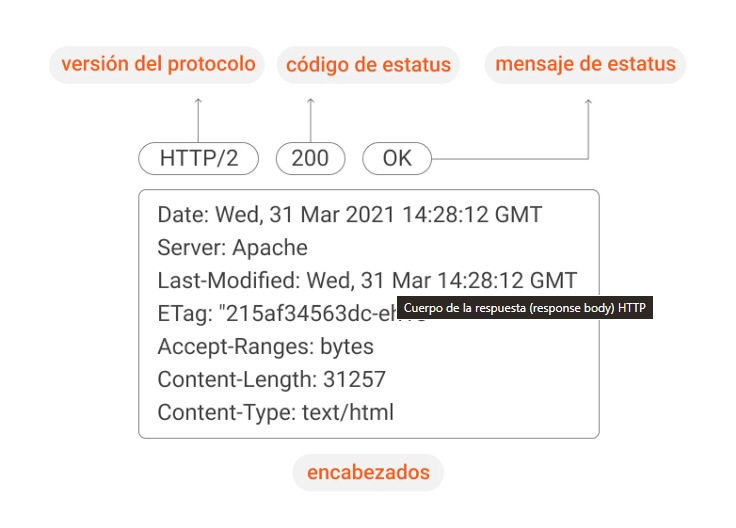 versión del protocolo
código de estatus
mensaje de estatus
HTTP/2
200
OK
Date: Wed, 31 Mar 2021 14:28:12 GMT
Server: Apache
Last-Modified: Wed, 31 Mar 14:28:12 GMT
Cuerpo de la respuesta (response body) HTTP
ETag: "215af34563dc-
Accept-Ranges: bytes
Content-Length: 31257
Content-Type: text/html
encabezados